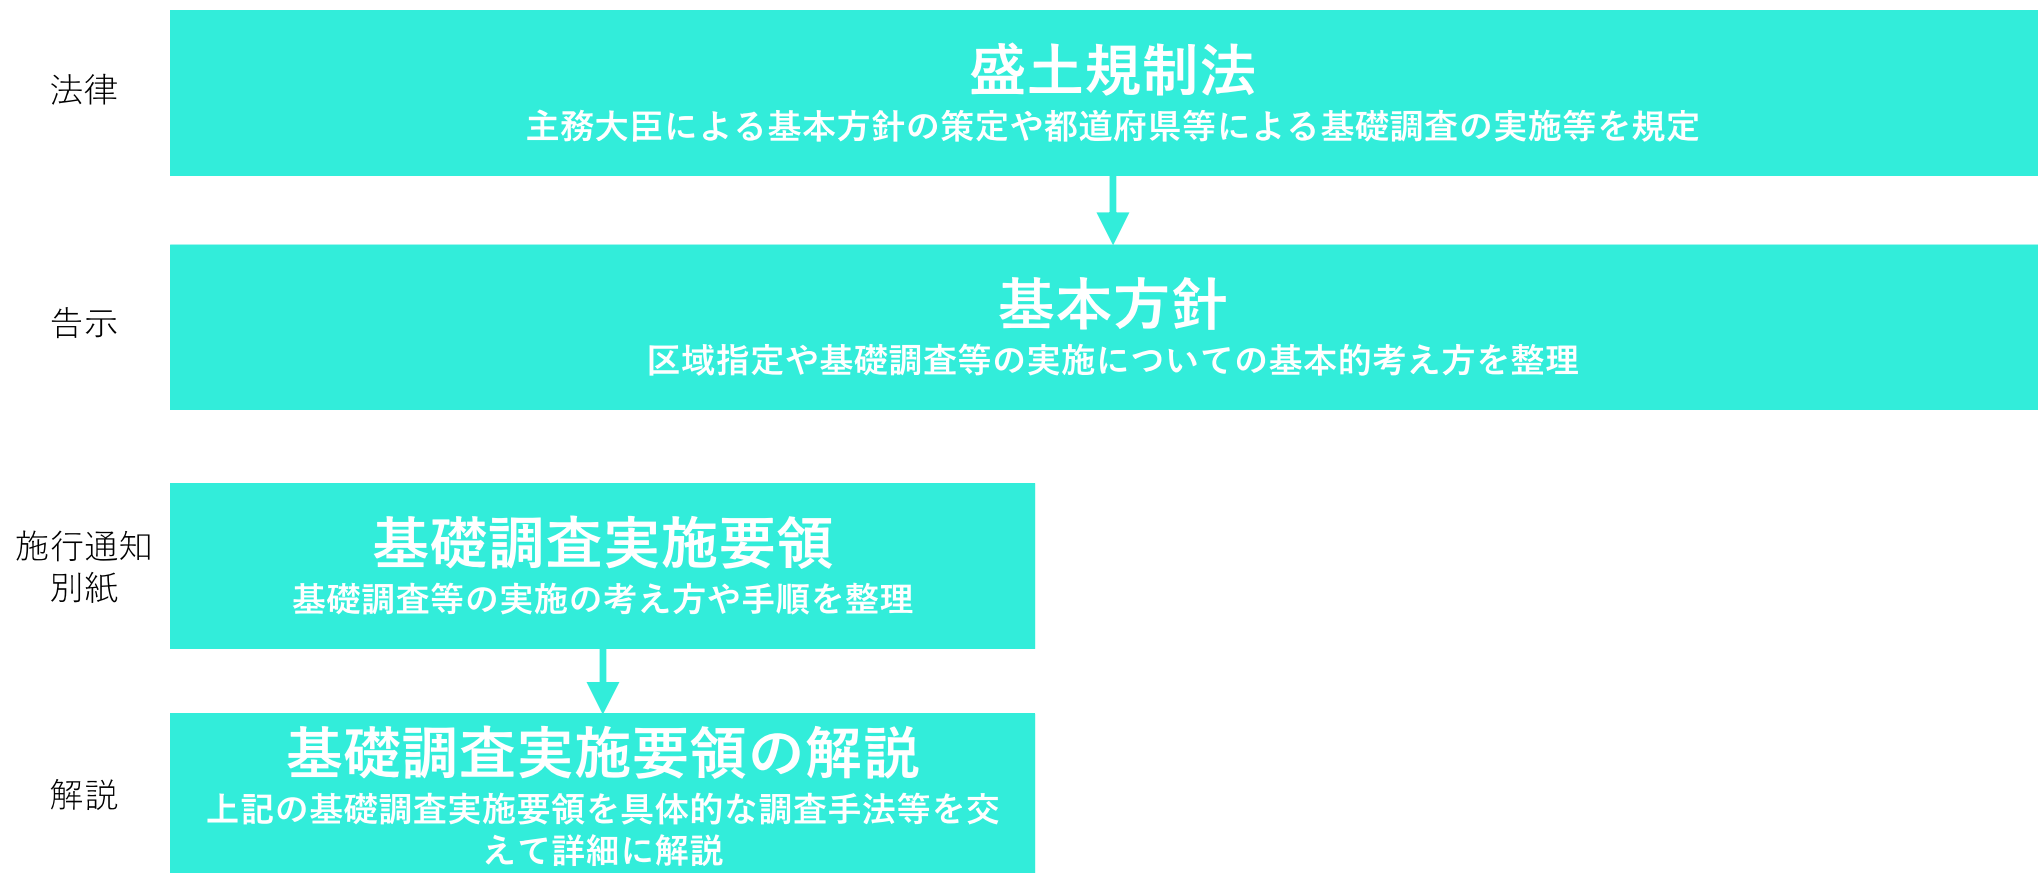 法律
盛土規制法
主務大臣による基本方針の策定や都道府県等による基礎調査の実施等を規定
告示
基本方針
区域指定や基礎調査等の実施についての基本的考え方を整理
施行通知
別紙
基礎調査実施要領
基礎調査等の実施の考え方や手順を整理
解説
基礎調査実施要領の解説
上記の基礎調査実施要領を具体的な調査手法等を交
えて詳細に解説